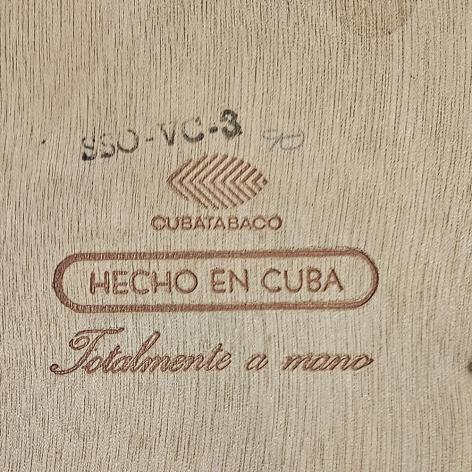 SSO-VC-3
CUBATABACO
HECHO EN CUBA
Totalmente a mano